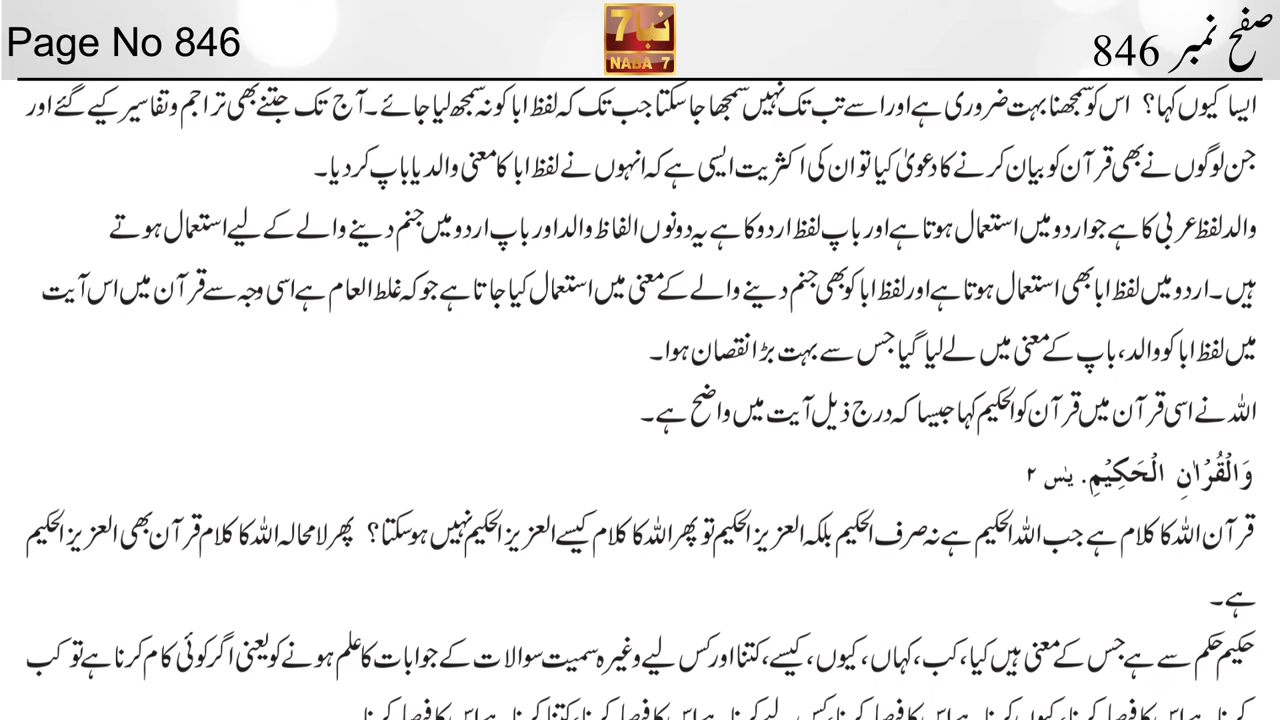 Page No 846
نبا 7
NABA 7
صفحہ نمبر 846
ایسا کیوں کہا؟ اس کو سمجھنا بہت ضروری ہے اور اسے تب تک نہیں سمجھا جا سکتا جب تک کہ لفظ ابا کو نہ سمجھ لیا جائے۔ آج تک جتنے بھی تراجم و تفاسیر کیے گئے اور
جن لوگوں نے بھی قرآن کو بیان کرنے کا دعویٰ کیا تو ان کی اکثریت ایسی ہے کہ انہوں نے لفظ ابا کا معنی والد یا باپ کر دیا۔
والد لفظ عربی کا ہے جو اردو میں استعمال ہوتا ہے اور باپ لفظ اردو کا ہے یہ دونوں الفاظ والد اور باپ اردو میں جنم دینے والے کے لیے استعمال ہوتے
ہیں۔ اردو میں لفظ ابا بھی استعمال ہوتا ہے اور لفظ ابا کو بھی جنم دینے والے کے معنی میں استعمال کیا جاتا ہے جو کہ غلط العام ہے اسی وجہ سے قرآن میں اس آیت
میں لفظ ابا کو والد، باپ کے معنی میں لے لیا گیا جس سے بہت بڑا نقصان ہوا۔
اللہ نے اسی قرآن میں قرآن کو الحکیم کہا جیسا کہ درج ذیل آیت میں واضح ہے۔
وَالْقُرْاٰنِ الْحَكِيْمِ. یٰس ۲
قرآن اللہ کا کلام ہے جب اللہ الحکیم ہے نہ صرف الحکیم بلکہ العزیز الحکیم تو پھر اللہ کا کلام کیسے العزیز الحکیم نہیں ہو سکتا؟ پھر لامحالہ اللہ کا کلام قرآن بھی العزیز الحکیم
ہے۔
حکیم حکم سے ہے جس کے معنی ہیں کیا، کب، کہاں، کیوں، کیسے، کتنا اور کس لیے وغیرہ سمیت سوالات کے جوابات کا علم ہونے کو یعنی اگر کوئی کام کرنا ہے تو کب